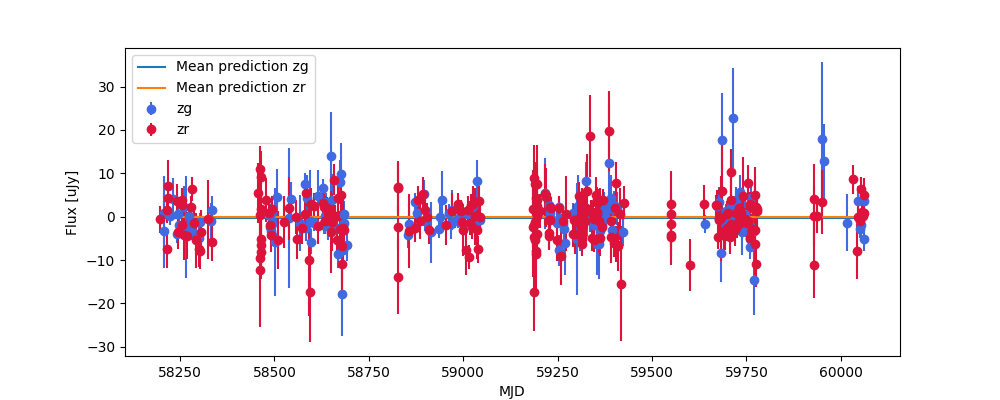 Mean prediction zg
Mean prediction zr
zg
zr
Flux [uJy]
30
20
10
0
−10
−20
−30
58250
58500
58750
59000
59250
59500
59750
60000
MJD